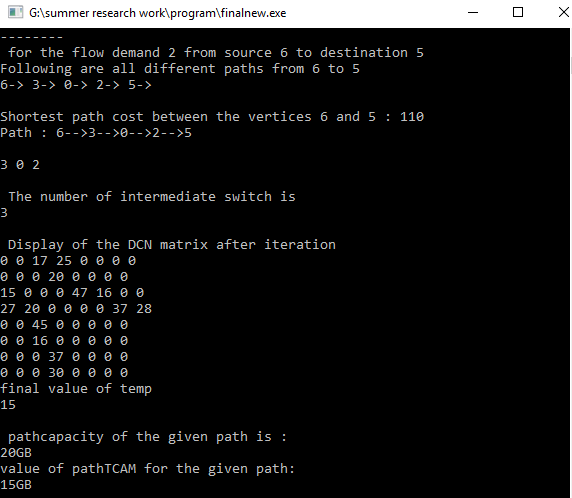 G:\summer research work\program\finalnew.exe
--------
for the flow demand 2 from source 6 to destination 5
Following are all different paths from 6 to 5
6-> 3-> 0-> 2-> 5->
Shortest path cost between the vertices 6 and 5 : 110
Path : 6-->3-->0-->2-->5
3 0 2
The number of intermediate switch is
3
Display of the DCN matrix after iteration
0 0 17 25 0 0 0 0
0 0 0 20 0 0 0 0
15 0 0 0 47 16 0 0
27 20 0 0 0 0 37 28
0 0 45 0 0 0 0 0
0 0 16 0 0 0 0 0
0 0 0 37 0 0 0 0
0 0 0 30 0 0 0 0
final value of temp
15
pathcapacity of the given path is :
20GB
value of pathTCAM for the given path:
15GB